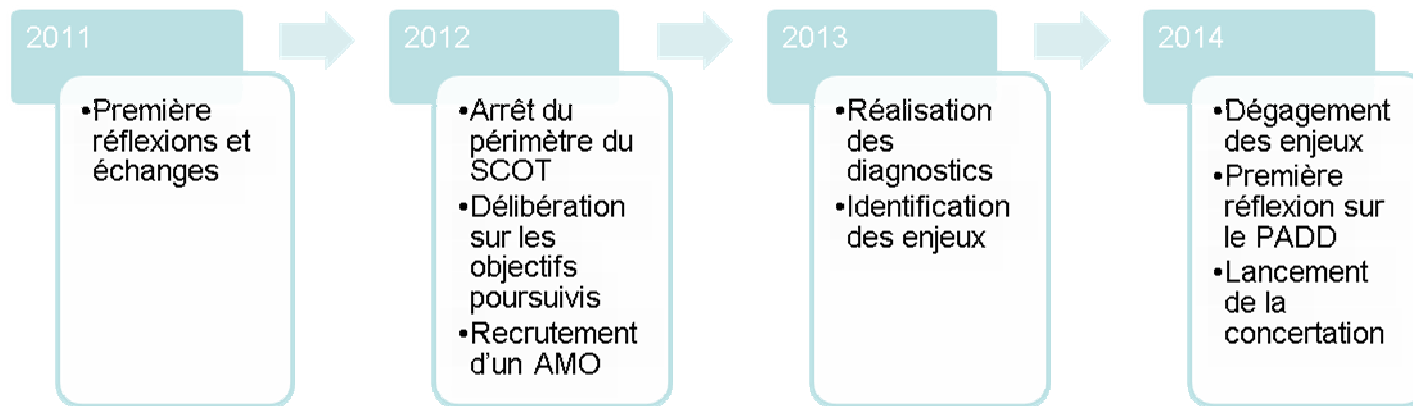 2011
•Première
réflexions et
échanges
2012
•Arrêt du
périmètre du
SCOT
•Délibération
sur les
objectifs
poursuivis
•Recrutement
d'un AMO
2013
•Réalisation
des
diagnostics
•Identification
des enjeux
2014
•Dégagement
des enjeux
•Première
réflexion sur
le PADD
•Lancement
de la
concertation